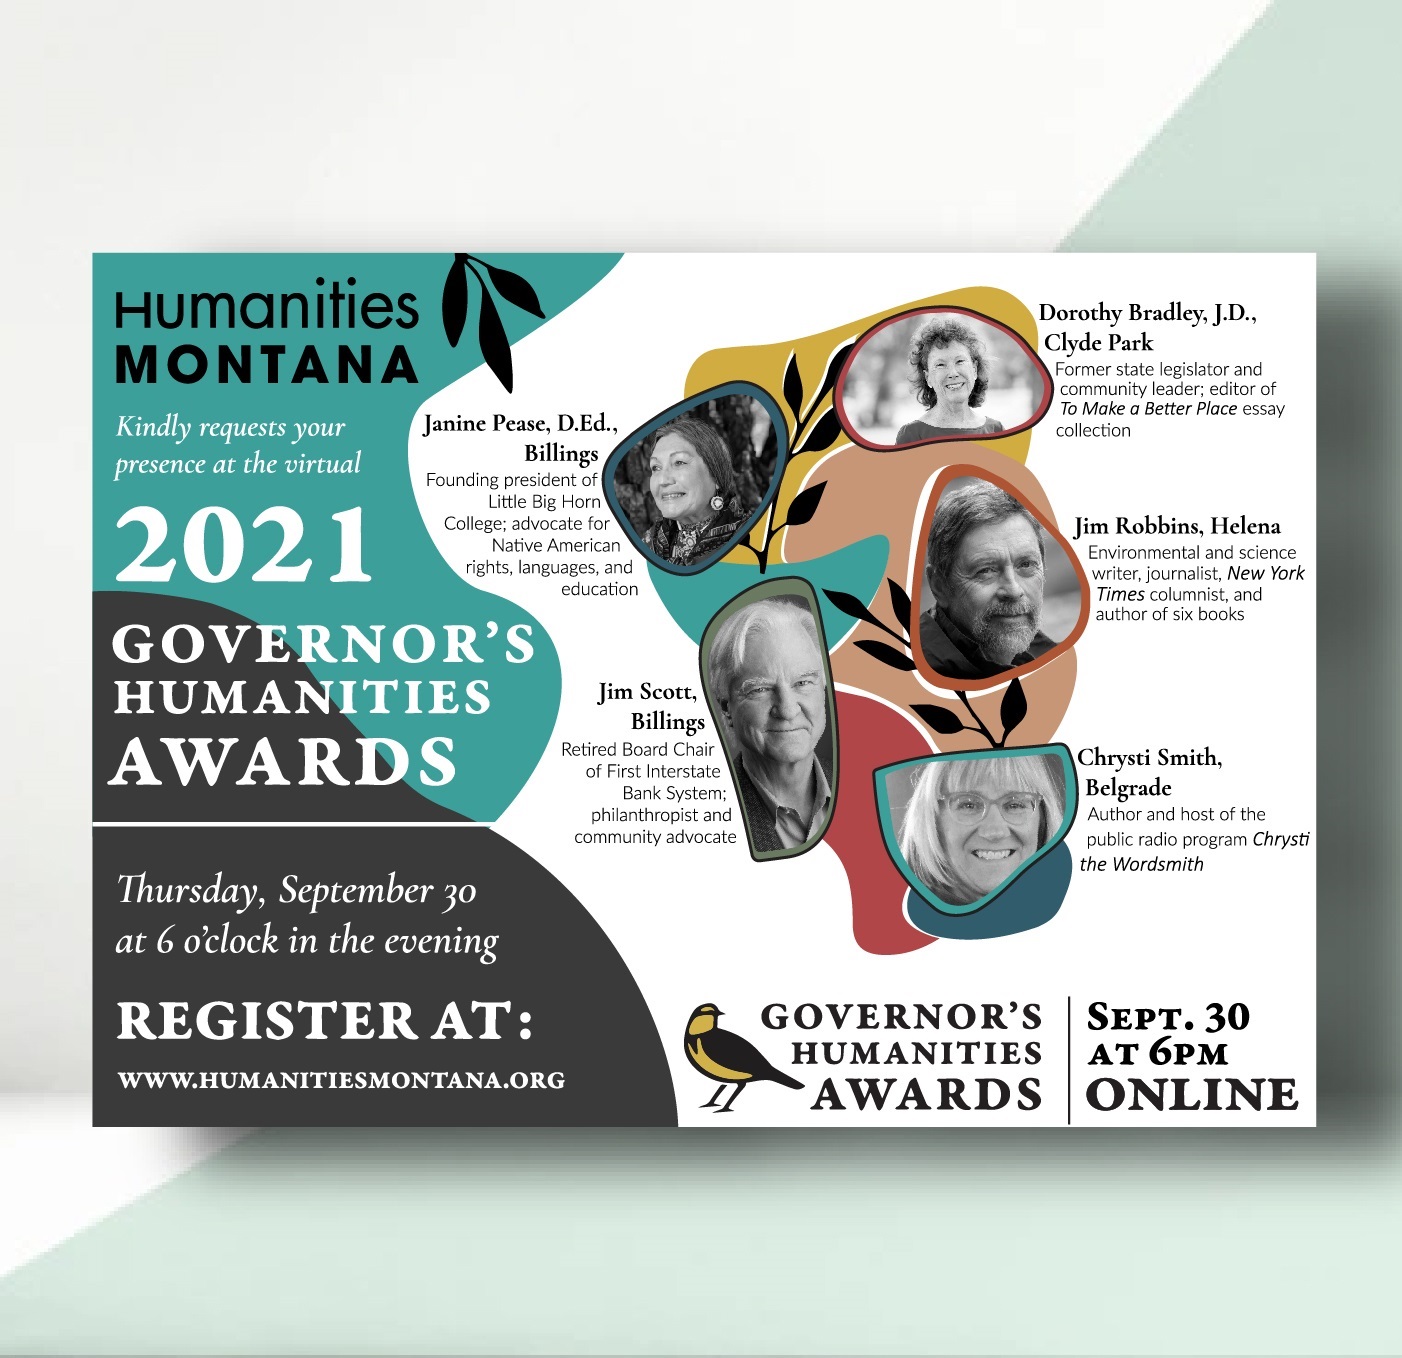 Humanities
MONTANA
Kindly requests your
presence at the virtual
2021
GOVERNOR'S
HUMANITIES
AWARDS
Thursday, September 30
at 6 o'clock in the evening
REGISTER AT:
WWW.HUMANITIESMONTANA.ORG
Janine Pease, D.Ed.,
Billings
Founding president of
Little Big Horn
College; advocate for
Native American
rights, languages, and
education
Dorothy Bradley, J.D.,
Clyde Park
Former state legislator and
community leader; editor of
To Make a Better Place essay
collection
Jim Robbins, Helena
Environmental and science
writer, journalist, New York
Times columnist, and
author of six books
Jim Scott,
Billings
Retired Board Chair
of First Interstate
Bank System;
philanthropist and
community advocate
Chrysti Smith,
Belgrade
Author and host of the
public radio program Chrysti
the Wordsmith
GOVERNOR'S
HUMANITIES
AWARDS
SEPT. 30
AT 6PM
ONLINE